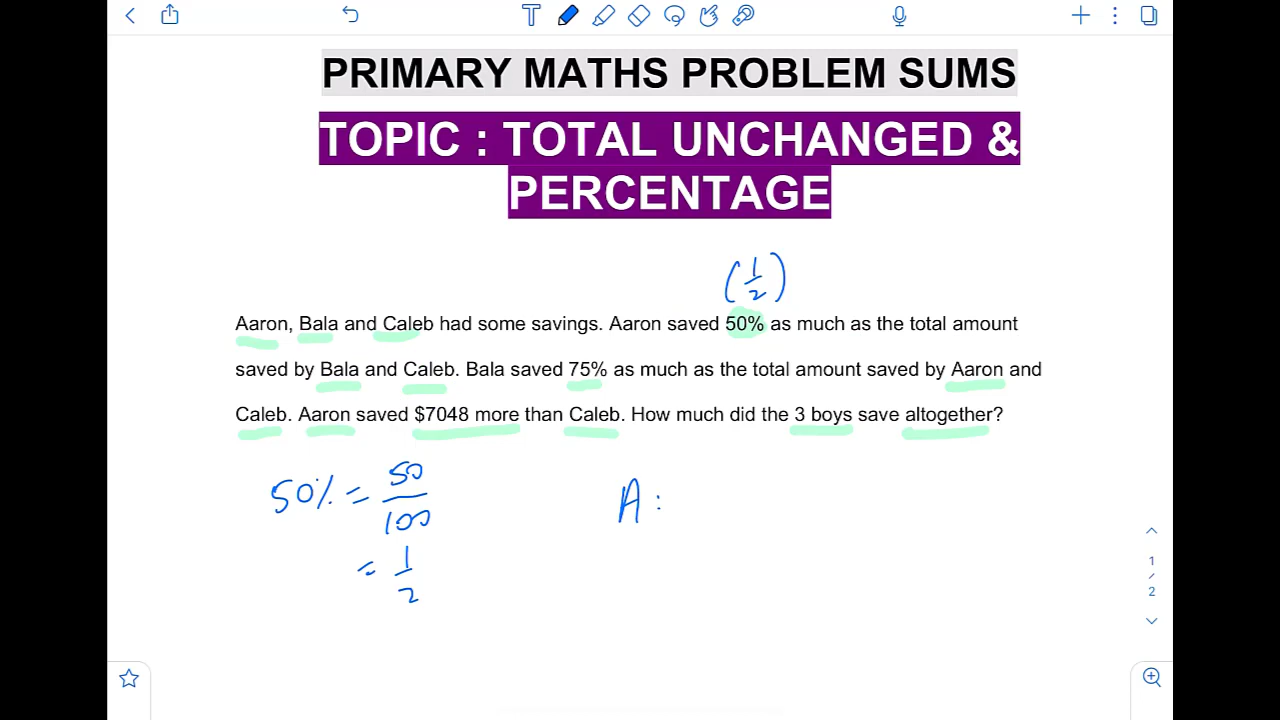 PRIMARY MATHS PROBLEM SUMS
TOPIC : TOTAL UNCHANGED &
PERCENTAGE
(1/2)
Aaron, Bala and Caleb had some savings. Aaron saved 50% as much as the total amount
saved by Bala and Caleb. Bala saved 75% as much as the total amount saved by Aaron and
Caleb. Aaron saved $7048 more than Caleb. How much did the 3 boys save altogether?
50% = 50/100
= 1/2
A :
1
/
2